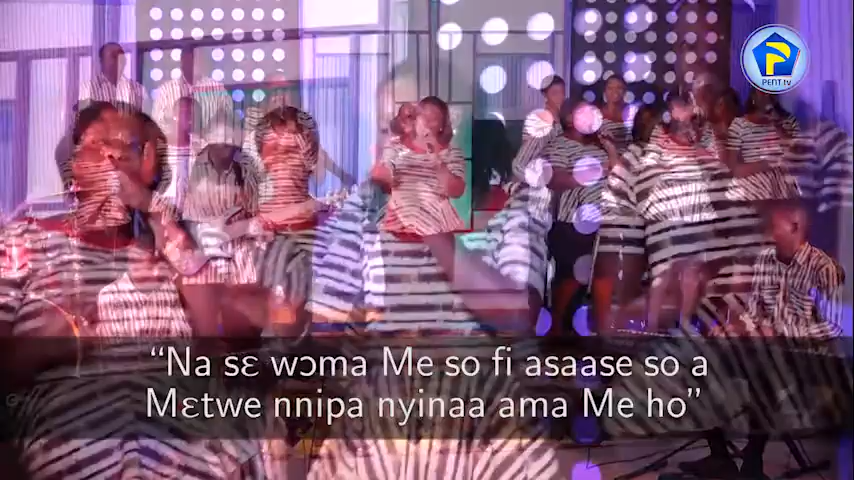 PENT tv
"Na sɛ wɔma Me so fi asaase so a
Mɛtwe nnipa nyinaa ama Me ho"